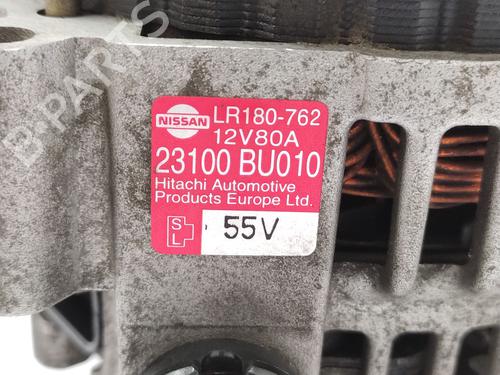 NISSAN LR180-762
12V80A
23100 BU010
Hitachi Automotive
Products Europe Ltd.
S
L
55V
B-PARTS